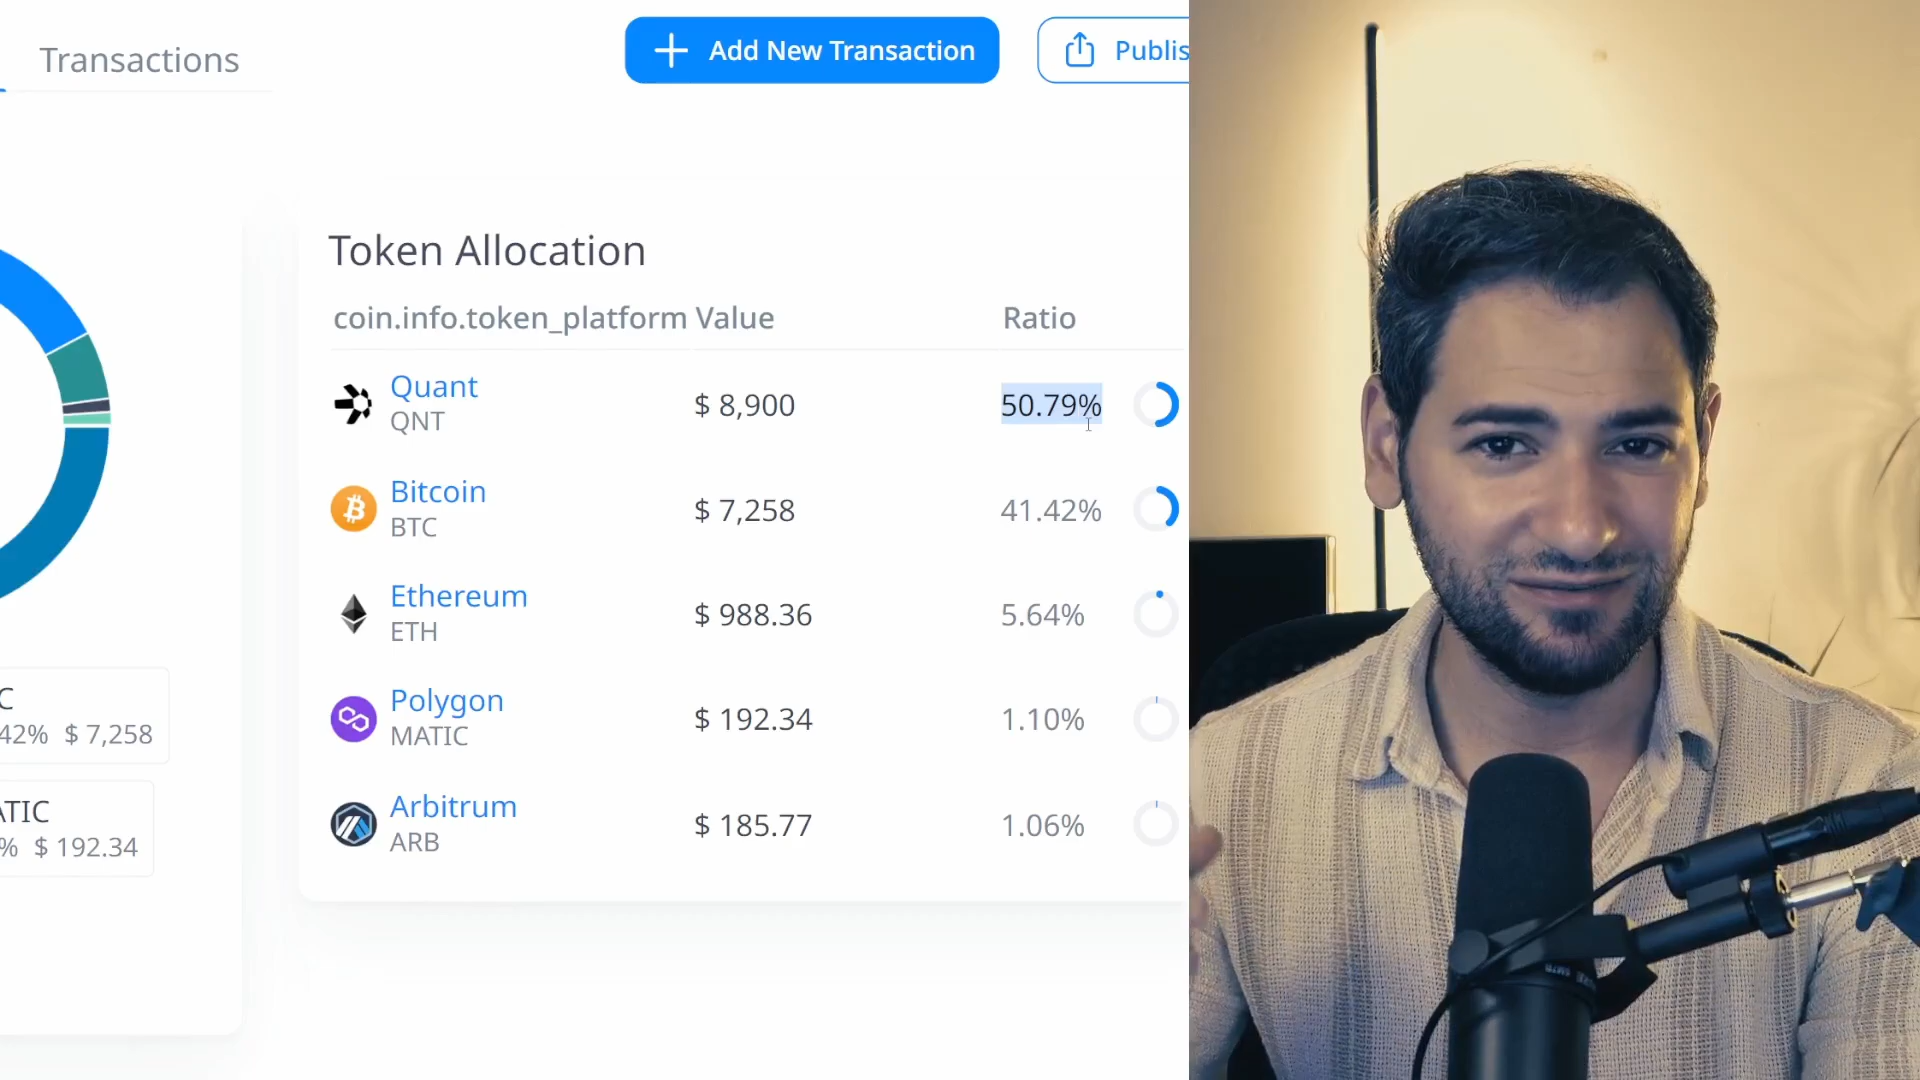 Transactions
Add New Transaction
Publis
Token Allocation
coin.info.token_platform Value Ratio
Quant
QNT
$ 8,900
50.79%
Bitcoin
BTC
$ 7,258
41.42%
Ethereum
ETH
$ 988.36
5.64%
Polygon
MATIC
$ 192.34
1.10%
Arbitrum
ARB
$ 185.77
1.06%
C
42% $ 7,258
ATIC
% $ 192.34